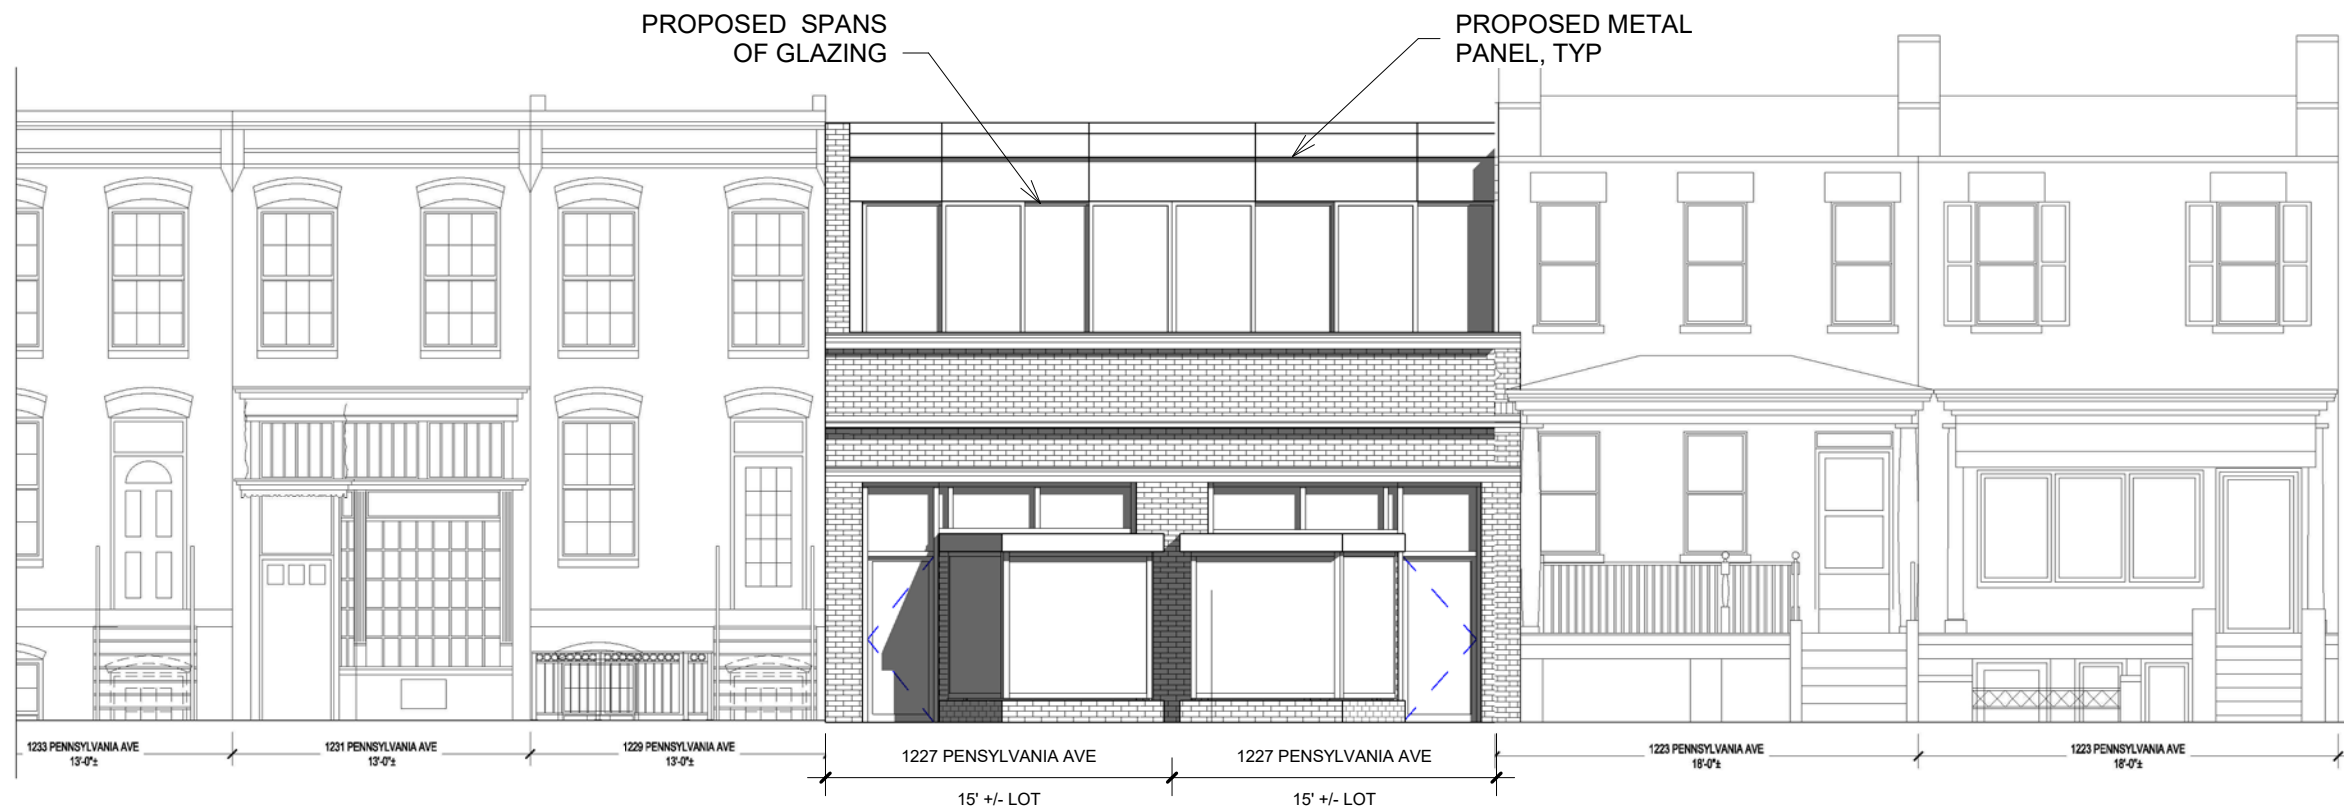 PROPOSED SPANS
OF GLAZING
PROPOSED METAL
PANEL, TYP
1233 PENNSYLVANIA AVE
13'-0"±
1231 PENNSYLVANIA AVE
13'-0"±
1229 PENNSYLVANIA AVE
13'-0"±
1227 PENSYLVANIA AVE
15' +/- LOT
1227 PENSYLVANIA AVE
15' +/- LOT
1223 PENNSYLVANIA AVE
18'-0"±
1223 PENNSYLVANIA AVE
18'-0"±